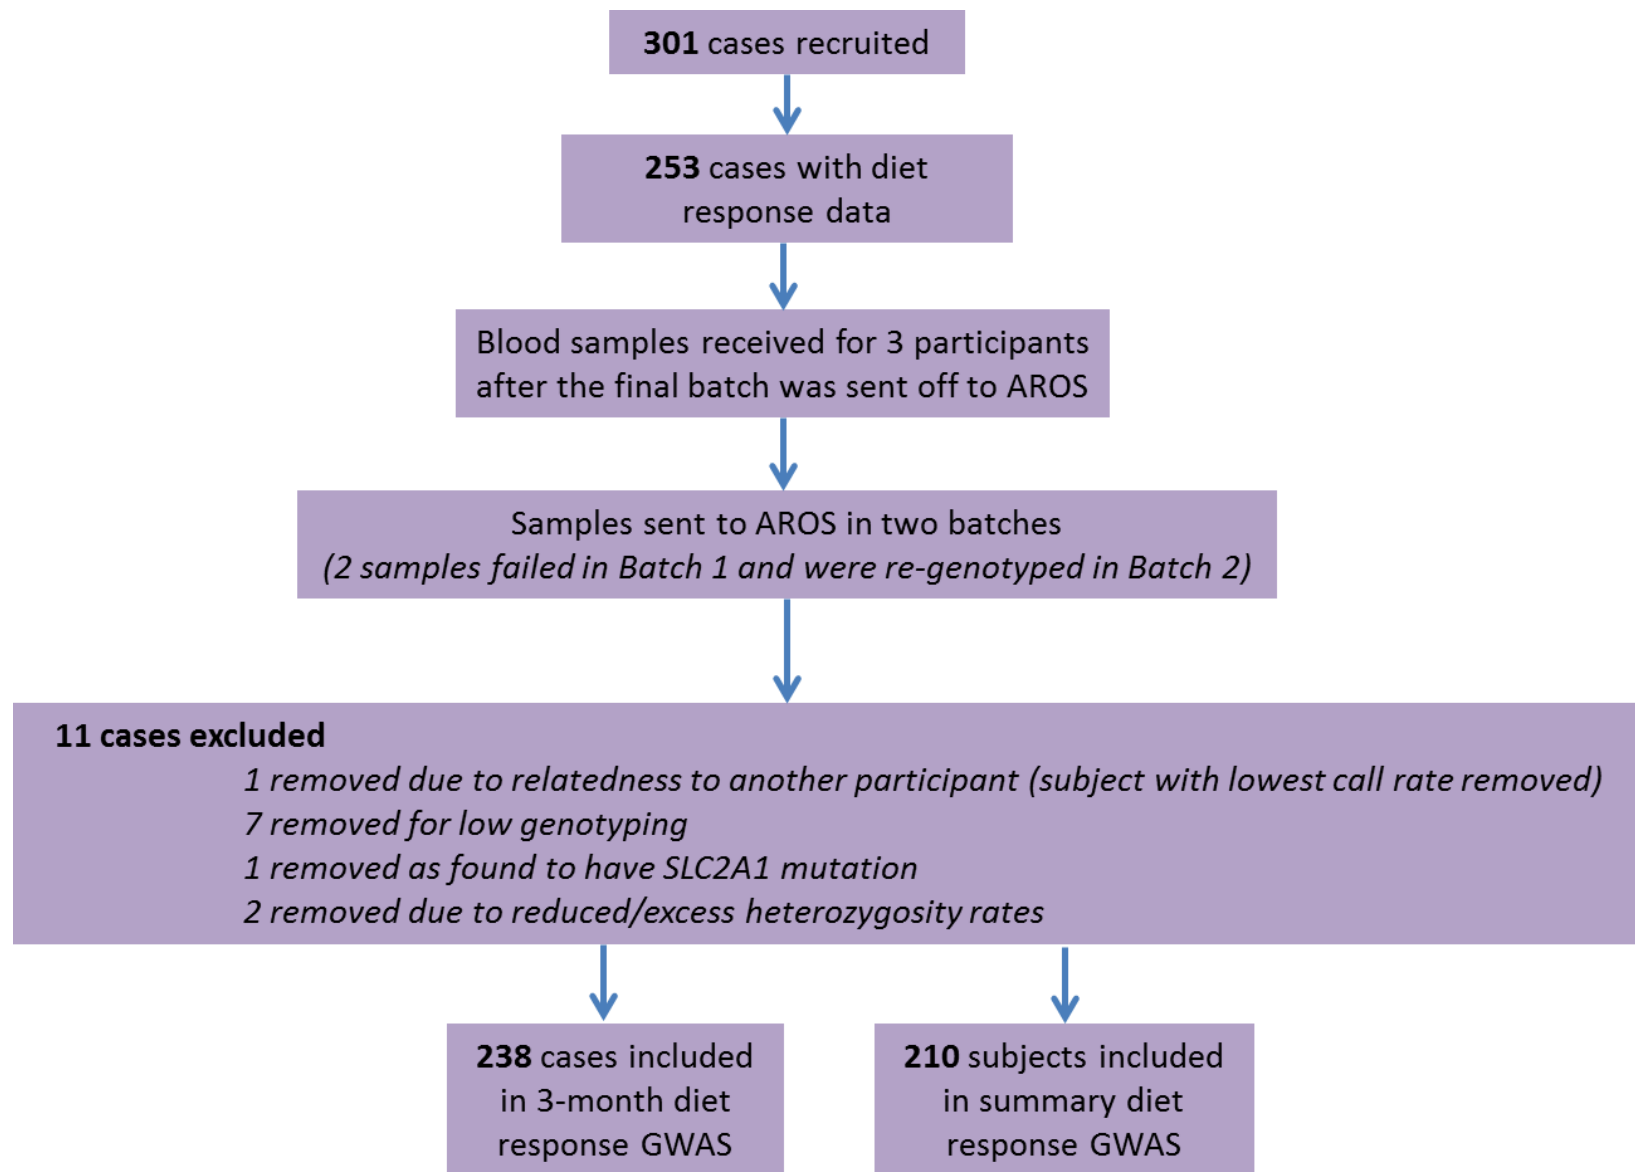 301 cases recruited
253 cases with diet
response data
Blood samples received for 3 participants
after the final batch was sent off to AROS
Samples sent to AROS in two batches
(2 samples failed in Batch 1 and were re-genotyped in Batch 2)
11 cases excluded
1 removed due to relatedness to another participant (subject with lowest call rate removed)
7 removed for low genotyping
1 removed as found to have SLC2A1 mutation
2 removed due to reduced/excess heterozygosity rates
238 cases included
in 3-month diet
response GWAS
210 subjects included
in summary diet
response GWAS